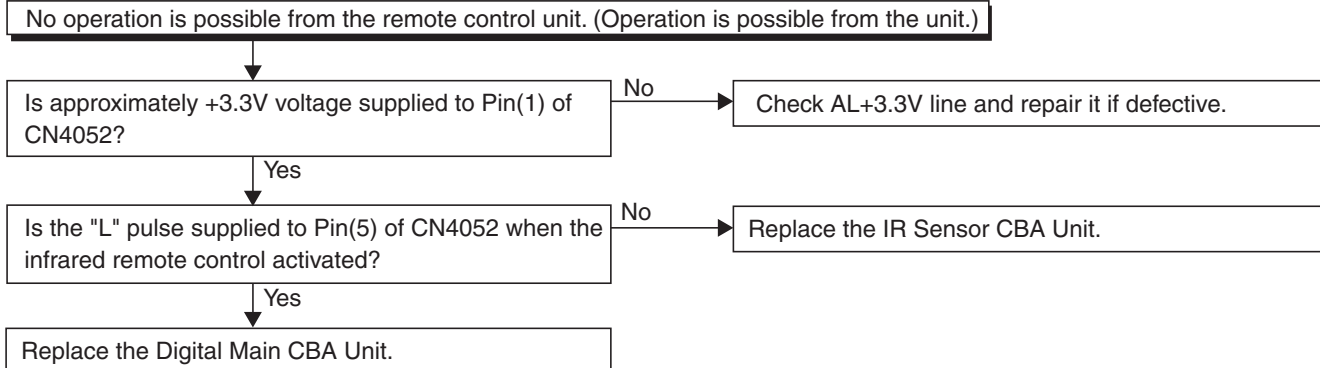 No operation is possible from the remote control unit. (Operation is possible from the unit.)
Is approximately +3.3V voltage supplied to Pin(1) of
CN4052?
No
Check AL+3.3V line and repair it if defective.
Yes
Is the "L" pulse supplied to Pin(5) of CN4052 when the
infrared remote control activated?
No
Replace the IR Sensor CBA Unit.
Yes
Replace the Digital Main CBA Unit.